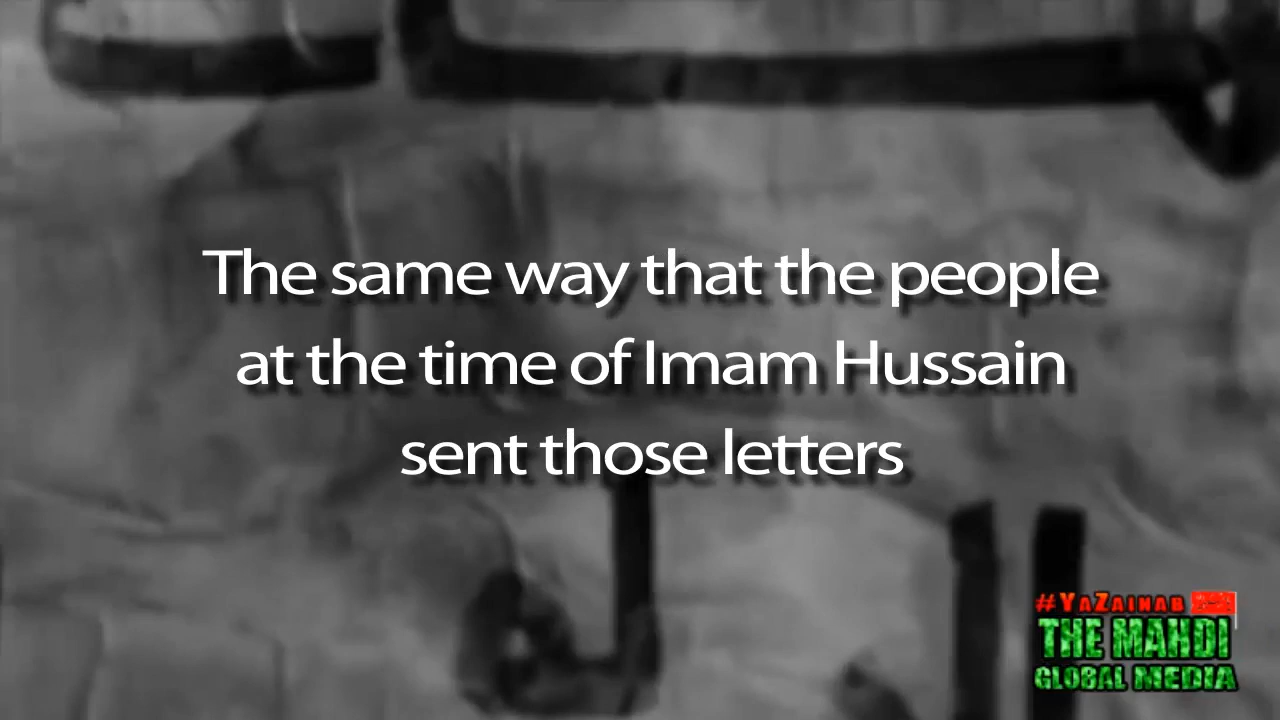 The same way that the people
at the time of Imam Hussain
sent those letters
#YaZainab
THE MAHDI
GLOBAL MEDIA